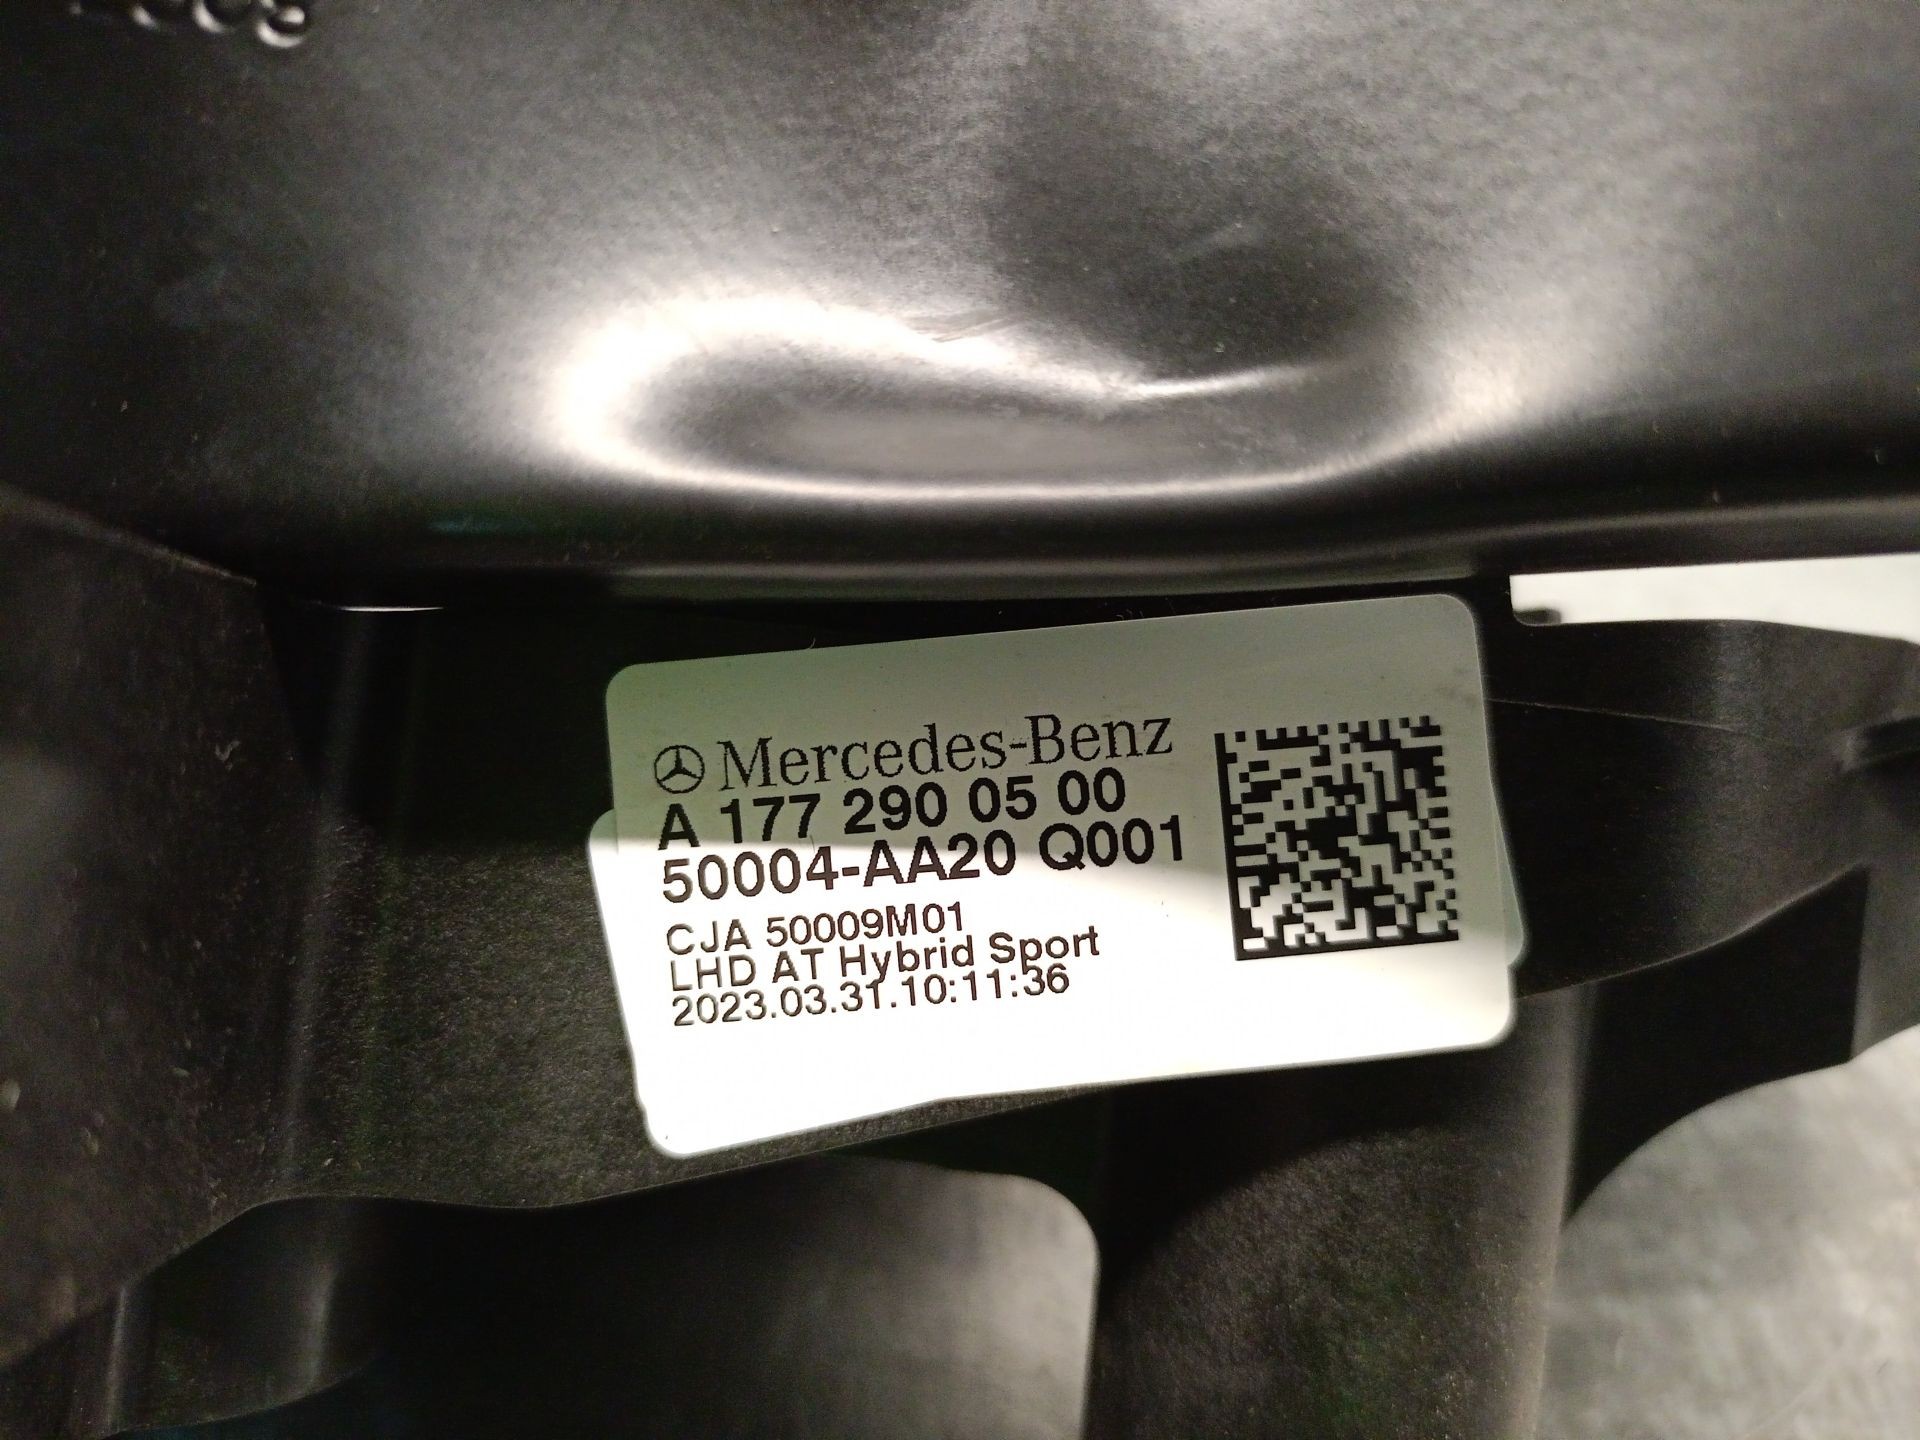 Mercedes-Benz
A 177 290 05 00
50004-AA20 Q001
CJA 50009M01
LHD AT Hybrid Sport
2023.03.31.10:11:36